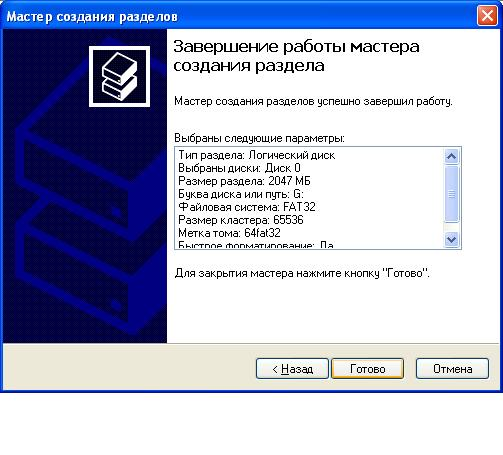 Мастер создания разделов
Завершение работы мастера
создания раздела
Мастер создания разделов успешно завершил работу.
Выбраны следующие параметры:
Тип раздела: Логический диск
Выбраны диски: Диск 0
Размер раздела: 2047 МБ
Буква диска или путь: G:
Файловая система: FAT32
Размер кластера: 65536
Метка тома: 64fat32
Быстрое форматирование: Да
Для закрытия мастера нажмите кнопку "Готово".
< Назад
Готово
Отмена